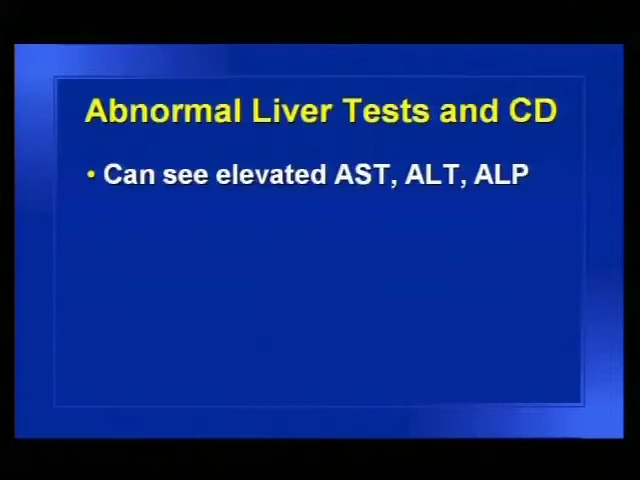 Abnormal Liver Tests and CD
• Can see elevated AST, ALT, ALP